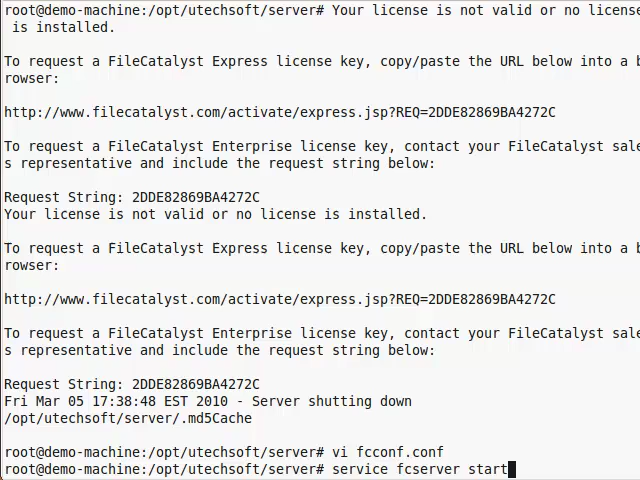 root@demo-machine:/opt/utechsoft/server# Your license is not valid or no license
 is installed.
To request a FileCatalyst Express license key, copy/paste the URL below into a b
rowser:
http://www.filecatalyst.com/activate/express.jsp?REQ=2DDE82869BA4272C
To request a FileCatalyst Enterprise license key, contact your FileCatalyst sale
s representative and include the request string below:
Request String: 2DDE82869BA4272C
Your license is not valid or no license is installed.
To request a FileCatalyst Express license key, copy/paste the URL below into a b
rowser:
http://www.filecatalyst.com/activate/express.jsp?REQ=2DDE82869BA4272C
To request a FileCatalyst Enterprise license key, contact your FileCatalyst sale
s representative and include the request string below:
Request String: 2DDE82869BA4272C
Fri Mar 05 17:38:48 EST 2010 - Server shutting down
/opt/utechsoft/server/.md5Cache
root@demo-machine:/opt/utechsoft/server# vi fcconf.conf
root@demo-machine:/opt/utechsoft/server# service fcserver start